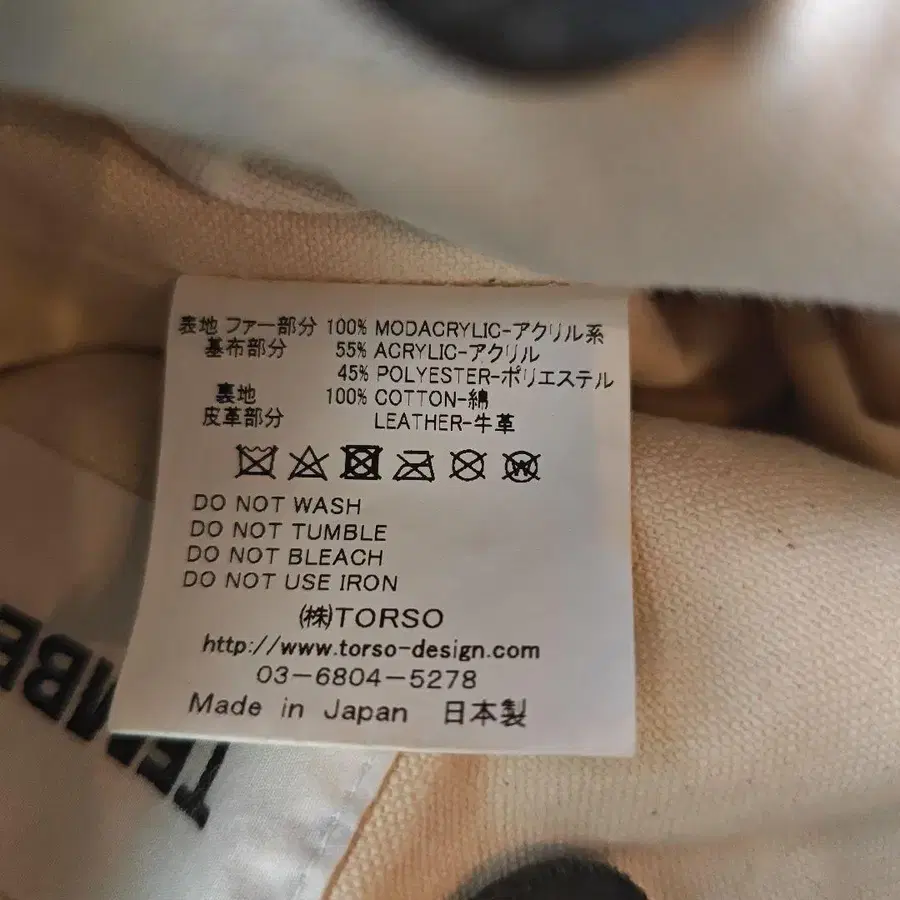 表地 ファー部分 100% MODACRYLIC-アクリル系
基布部分 55% ACRYLIC-アクリル
45% POLYESTER-ポリエステル
裏地 100% COTTON-綿
皮革部分 LEATHER-牛革
DO NOT WASH
DO NOT TUMBLE
DO NOT BLEACH
DO NOT USE IRON
㈱TORSO
http://www.torso-design.com
03-6804-5278
Made in Japan 日本製